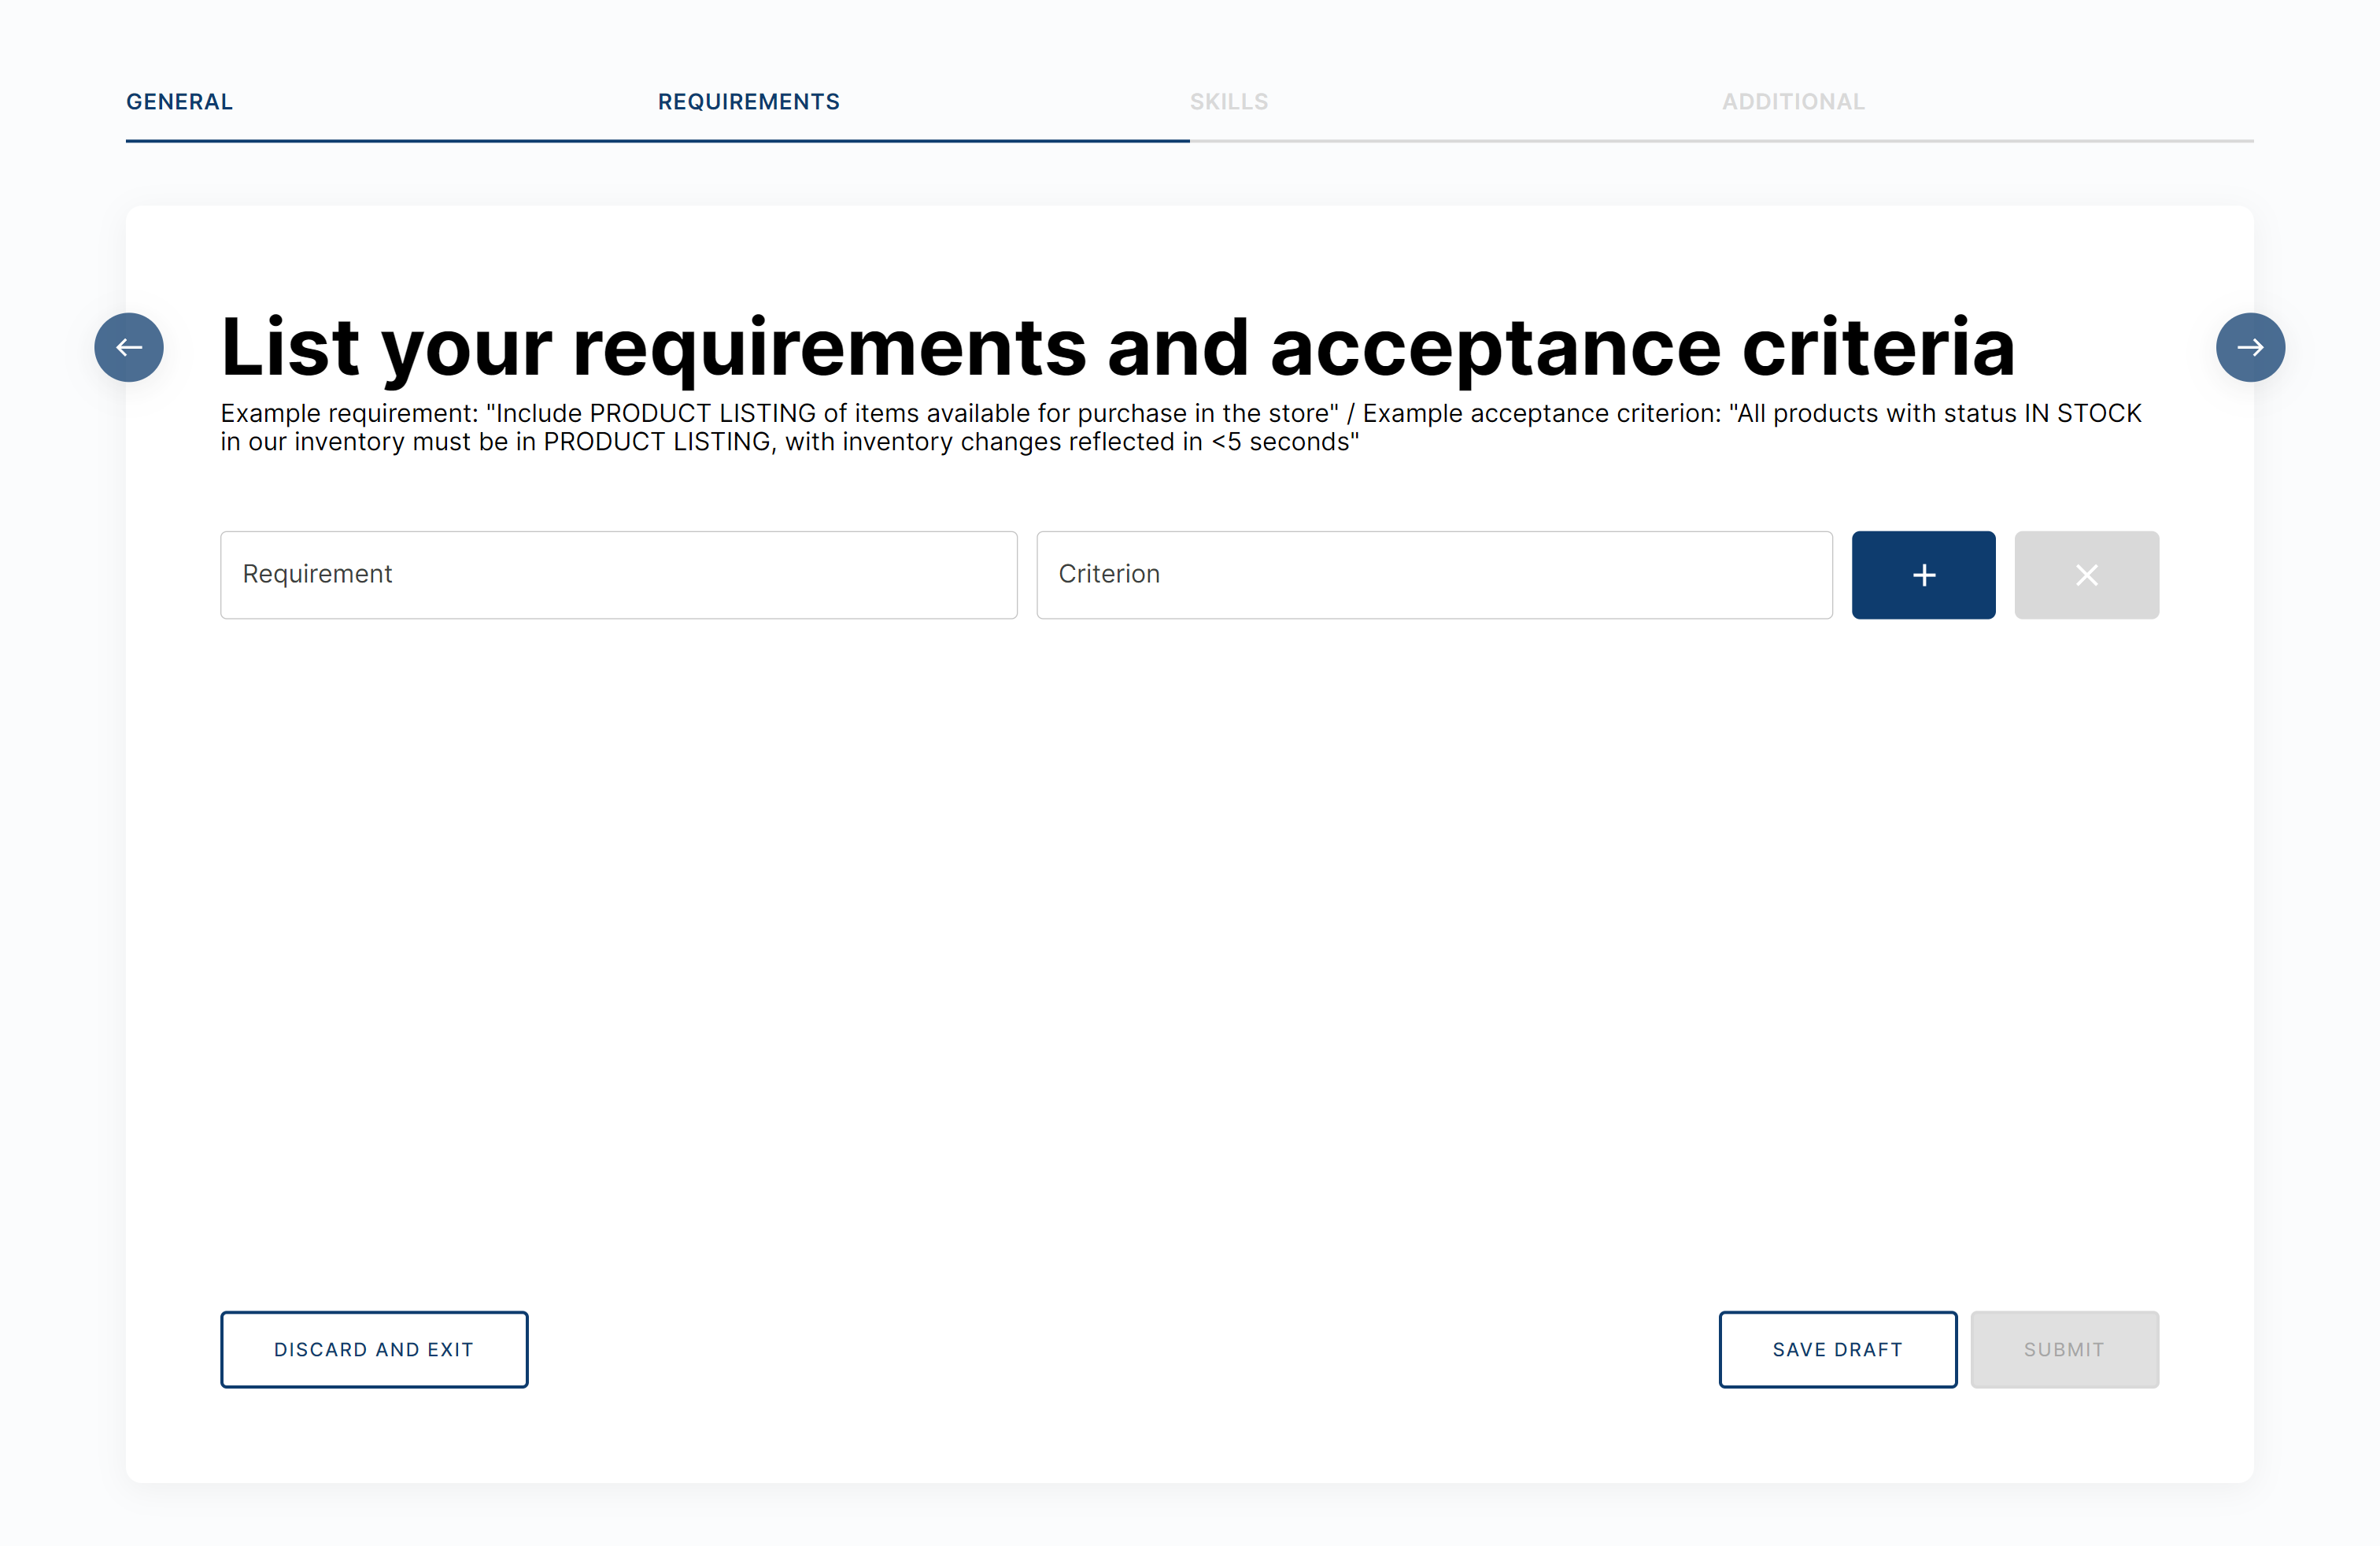 GENERAL
REQUIREMENTS
SKILLS
ADDITIONAL
List your requirements and acceptance criteria
Example requirement: "Include PRODUCT LISTING of items available for purchase in the store" / Example acceptance criterion: "All products with status IN STOCK
in our inventory must be in PRODUCT LISTING, with inventory changes reflected in <5 seconds"
Requirement
Criterion
DISCARD AND EXIT
SAVE DRAFT
SUBMIT